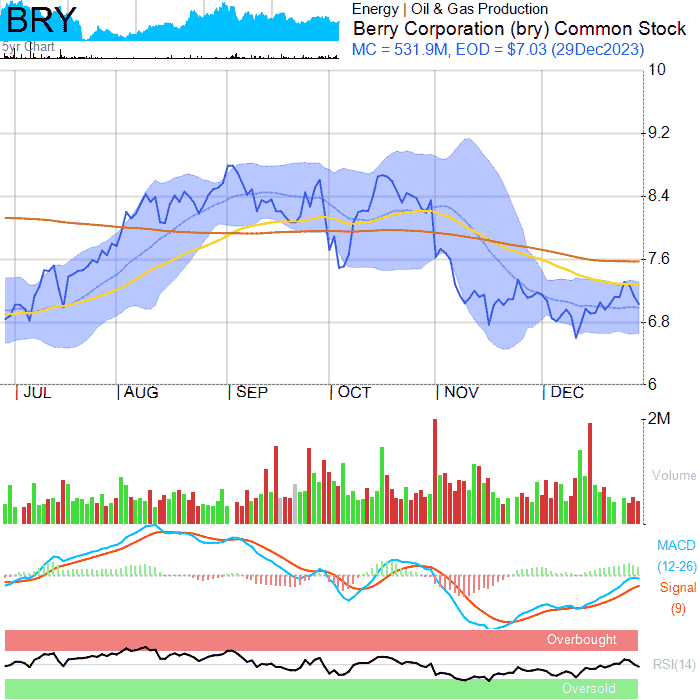 BRY
5yr Chart
Energy | Oil & Gas Production
Berry Corporation (bry) Common Stock
MC = 531.9M, EOD = $7.03 (29Dec2023)
10
9.2
8.4
7.6
6.8
6
JUL AUG SEP OCT NOV DEC
2M
Volume
MACD
(12-26)
Signal
(9)
Overbought
RSI(14)
Oversold